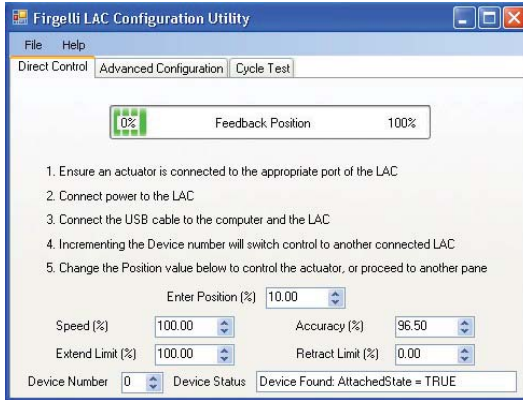 Firgelli LAC Configuration Utility
File Help
Direct Control Advanced Configuration Cycle Test
0% Feedback Position 100%
1. Ensure an actuator is connected to the appropriate port of the LAC
2. Connect power to the LAC
3. Connect the USB cable to the computer and the LAC
4. Incrementing the Device number will switch control to another connected LAC
5. Change the Position value below to control the actuator, or proceed to another pane
Enter Position (%) 10.00
Speed (%) 100.00 Accuracy (%) 96.50
Extend Limit (%) 100.00 Retract Limit (%) 0.00
Device Number 0 Device Status Device Found: AttachedState = TRUE